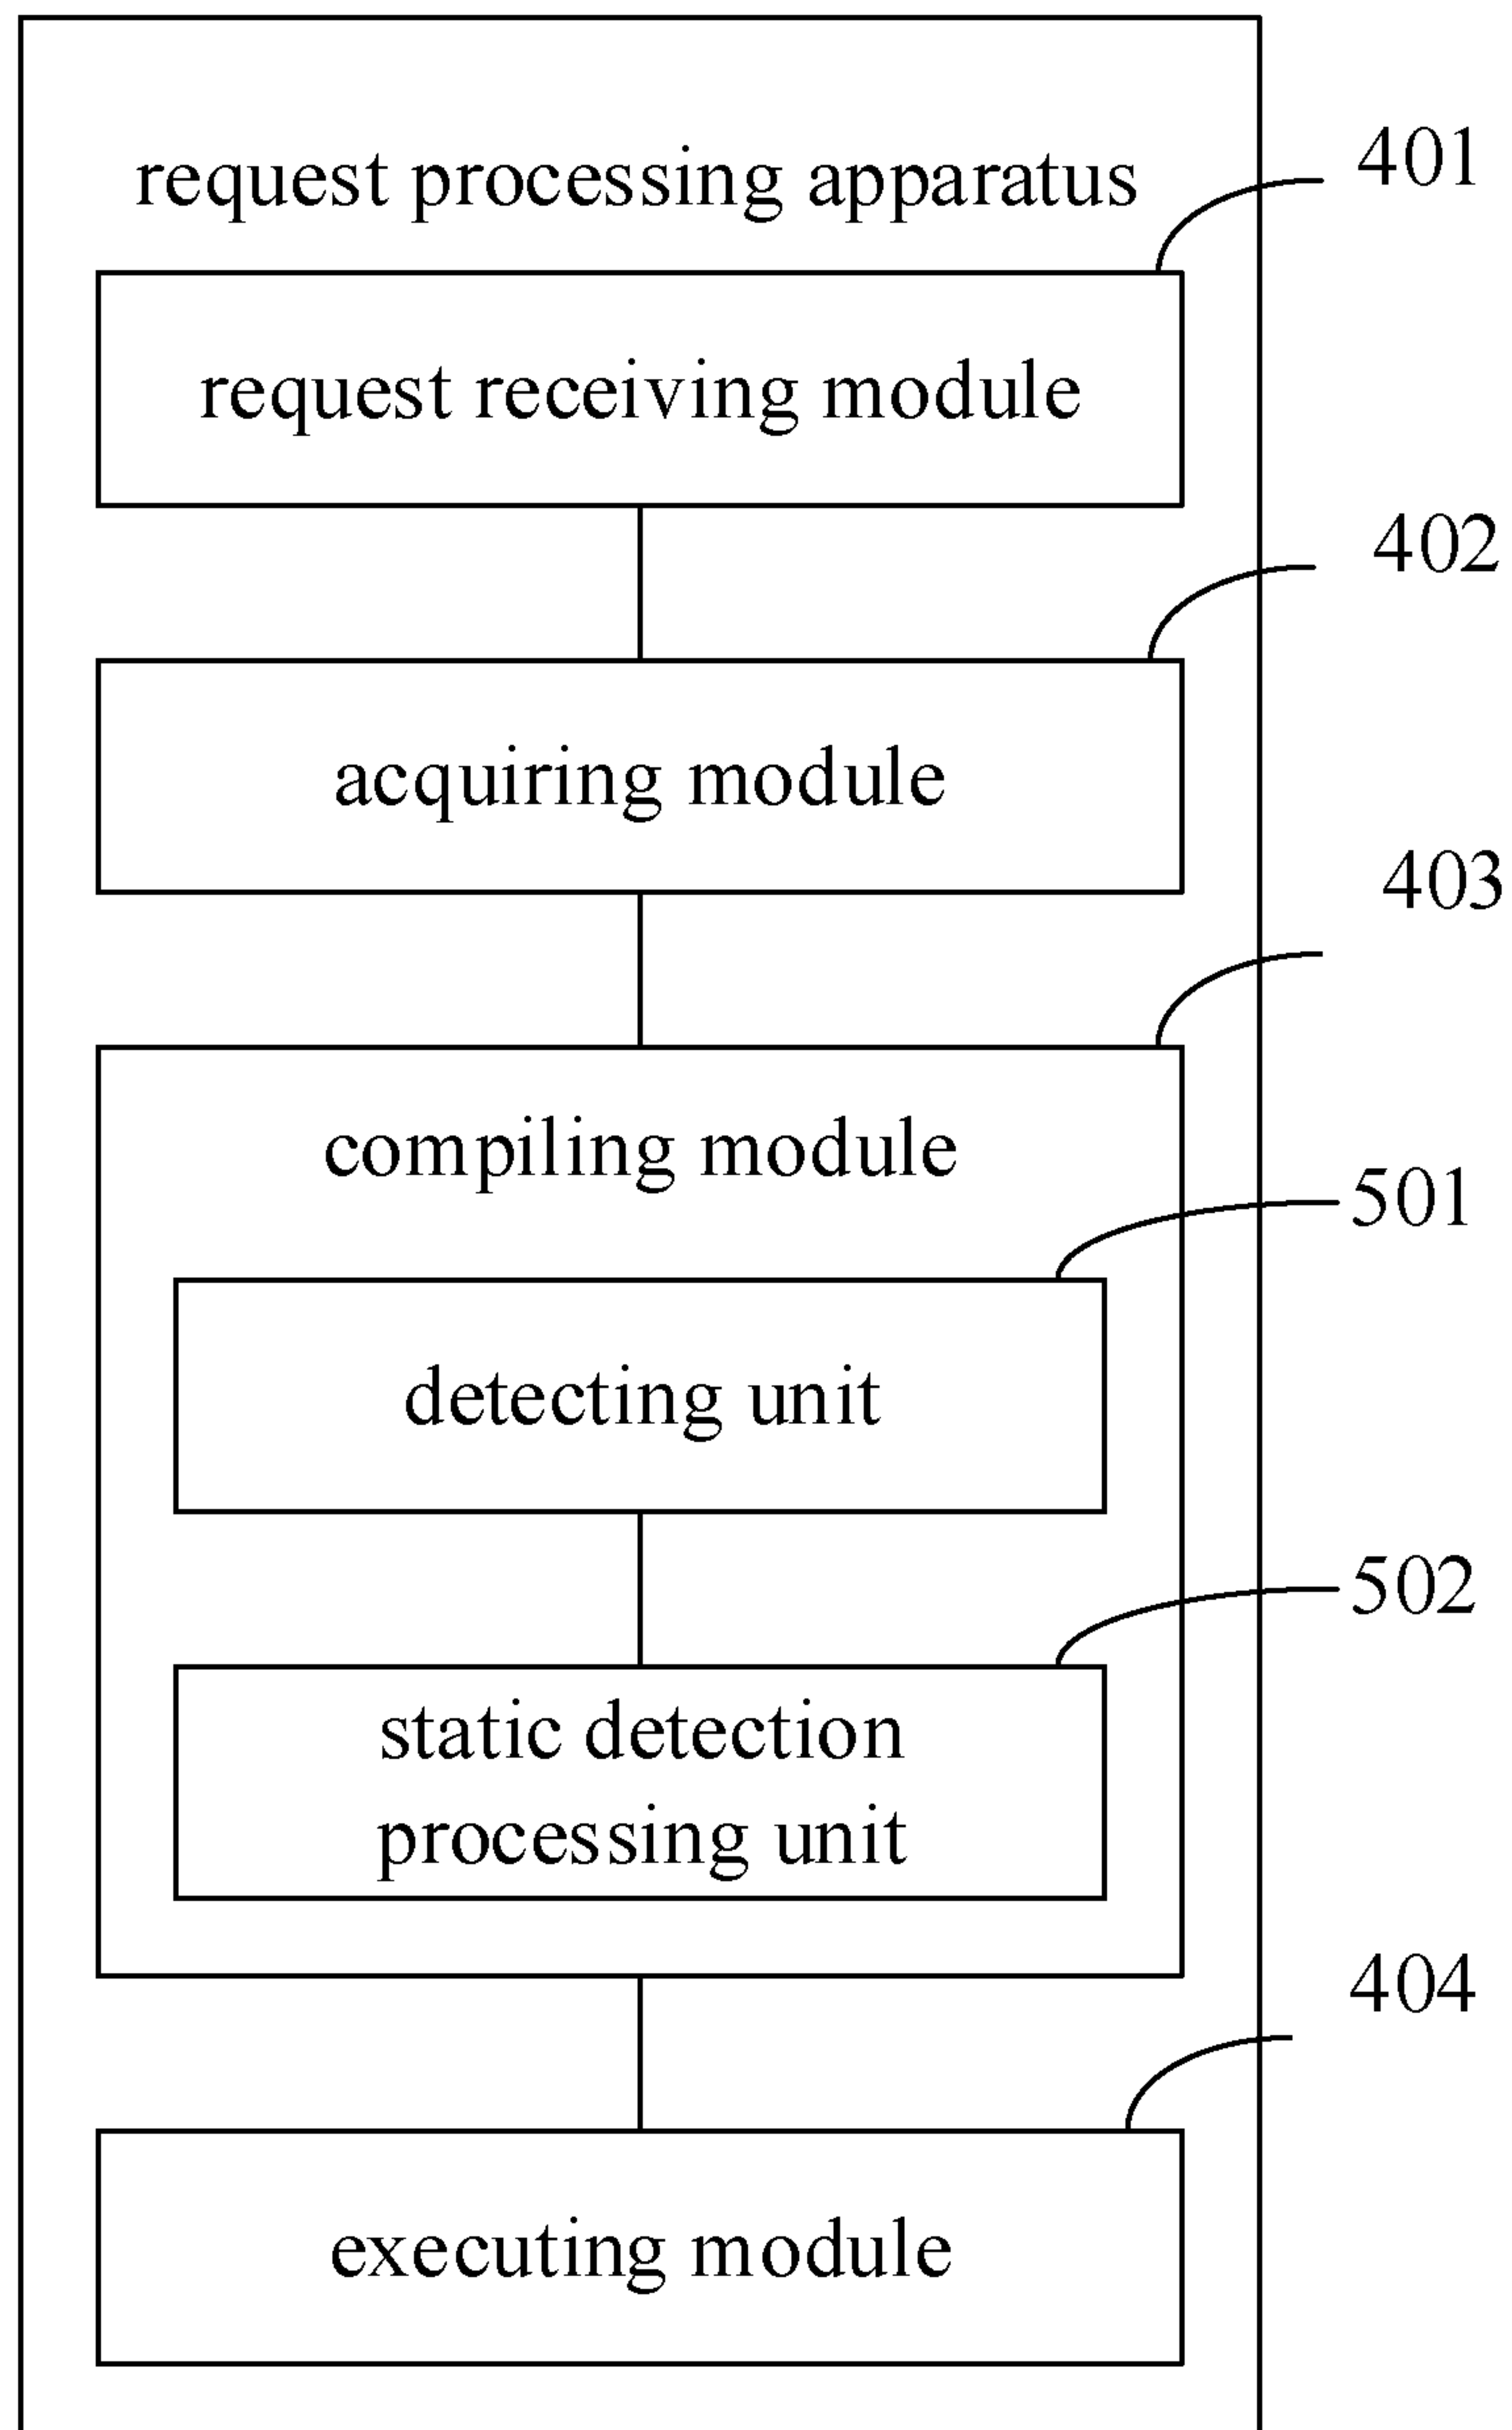 request processing apparatus
401
request receiving module
402
acquiring module
403
compiling module
501
detecting unit
502
static detection
processing unit
404
executing module